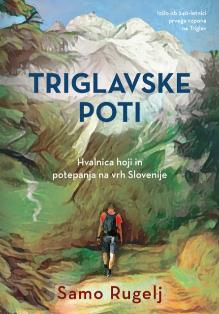 Izšlo ob 240-letnici
prvega vzpona
na Triglav
TRIGLAVSKE
POTI
Hvalnica hoji in
potepanja na vrh Slovenije
Samo Rugelj